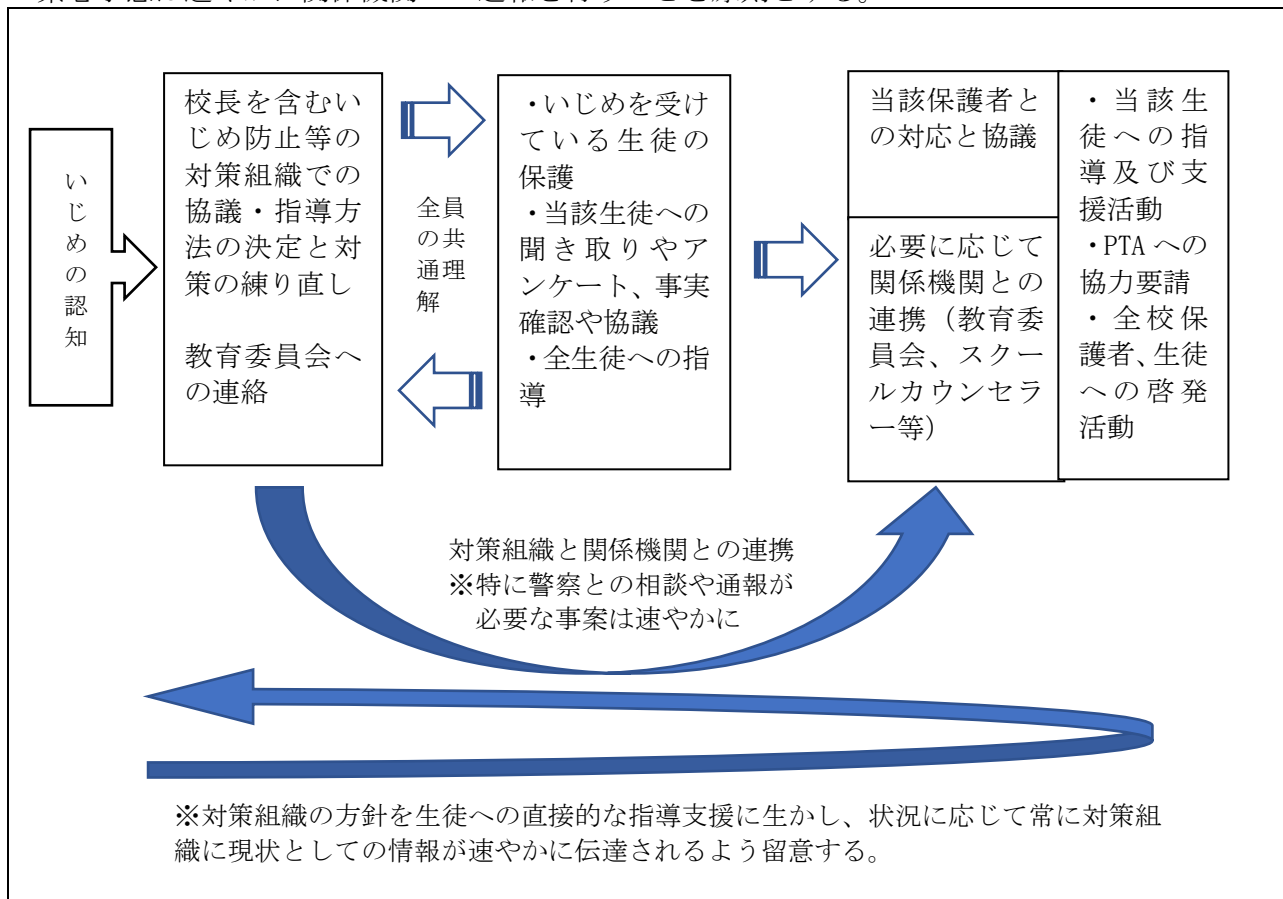 いじめの認知
校長を含むい
じめ防止等の
対策組織での
協議・指導方
法の決定と対
策の練り直し
教育委員会へ
の連絡
全員
の共
通理
解
・いじめを受け
ている生徒の
保護
・当該生徒への
聞き取りやア
ンケート、事実
確認や協議
・全生徒への指
導
当該保護者と
の対応と協議
必要に応じて
関係機関との
連携（教育委
員会、スクー
ルカウンセラ
ー等）
・当該生
徒への指
導及び支
援活動
・PTA への
協力要請
・全校保
護者、生徒
への啓発
活動
対策組織と関係機関との連携
※特に警察との相談や通報が
必要な事案は速やかに
※対策組織の方針を生徒への直接的な指導支援に生かし、状況に応じて常に対策組
織に現状としての情報が速やかに伝達されるよう留意する。